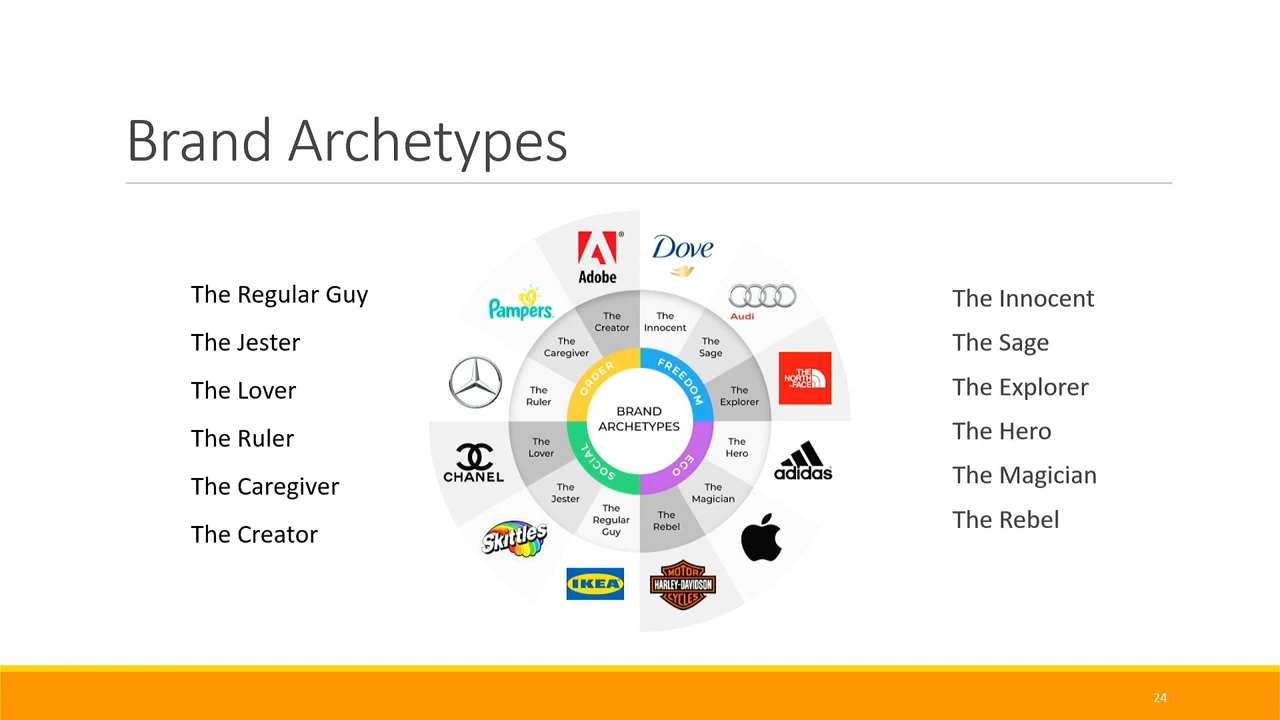 Brand Archetypes
The Regular Guy
The Jester
The Lover
The Ruler
The Caregiver
The Creator
Adobe
®
DOVE
Pampers
Audi
THE
NORTH
FACE
CHANEL
adidas
Skittles
IKEA
MOTOR
HARLEY-DAVIDSON
CYCLES
The
Creator
The
Innocent
The
Caregiver
The
Sage
The
Ruler
The
Explorer
The
Lover
The
Hero
The
Jester
The
Magician
The
Regular
Guy
The
Rebel
ORDER
FREEDOM
SOCIAL
EGO
BRAND
ARCHETYPES
The Innocent
The Sage
The Explorer
The Hero
The Magician
The Rebel
24